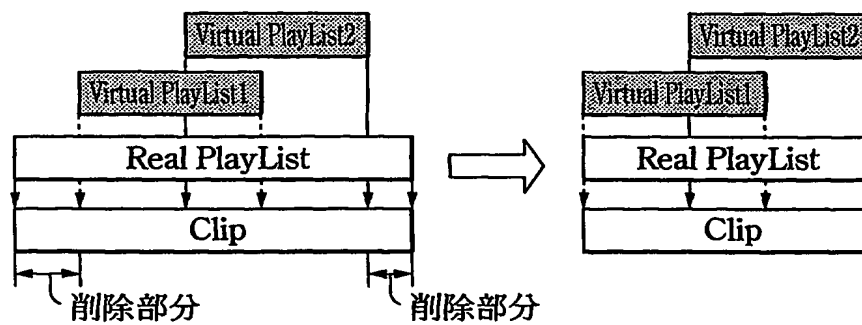 Virtual PlayList2
Virtual PlayList1
Real PlayList
Clip
削除部分
削除部分
Virtual PlayList2
Virtual PlayList1
Real PlayList
Clip